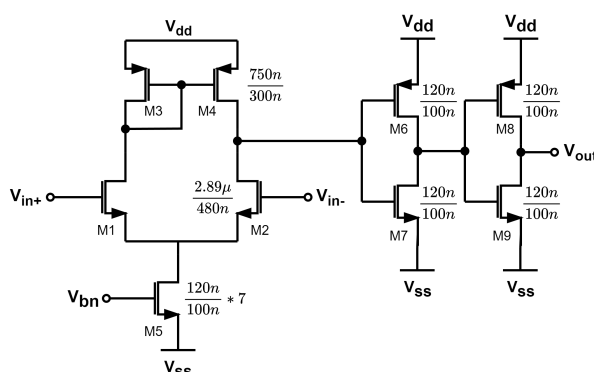 Vdd
Vdd
Vdd
M3
M4
750n
300n
M6
120n
100n
M8
120n
100n
Vout
Vin+
M1
2.89μ
480n
M2
Vin-
M7
120n
100n
M9
120n
100n
Vbn
M5
120n
100n * 7
Vss
Vss
Vss